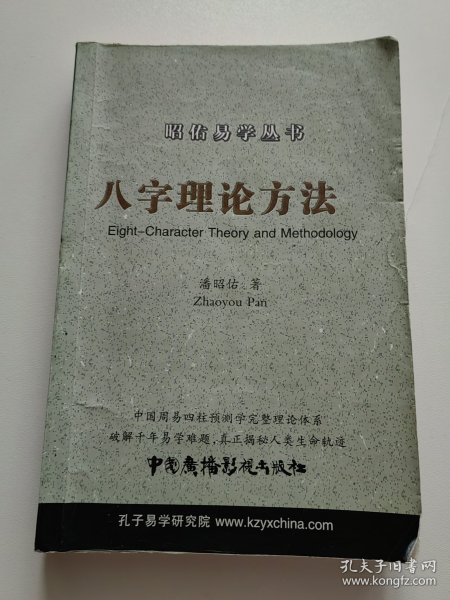 昭佑易学丛书
八字理论方法
Eight-Character Theory and Methodology
潘昭佑 著
Zhaoyou Pan
中国周易四柱预测学完整理论体系
破解千年易学难题,真正揭秘人类生命轨迹
中国广播影视出版社
孔子易学研究院 www.kzyxchina.com
孔夫子旧书网
www.kongfz.com